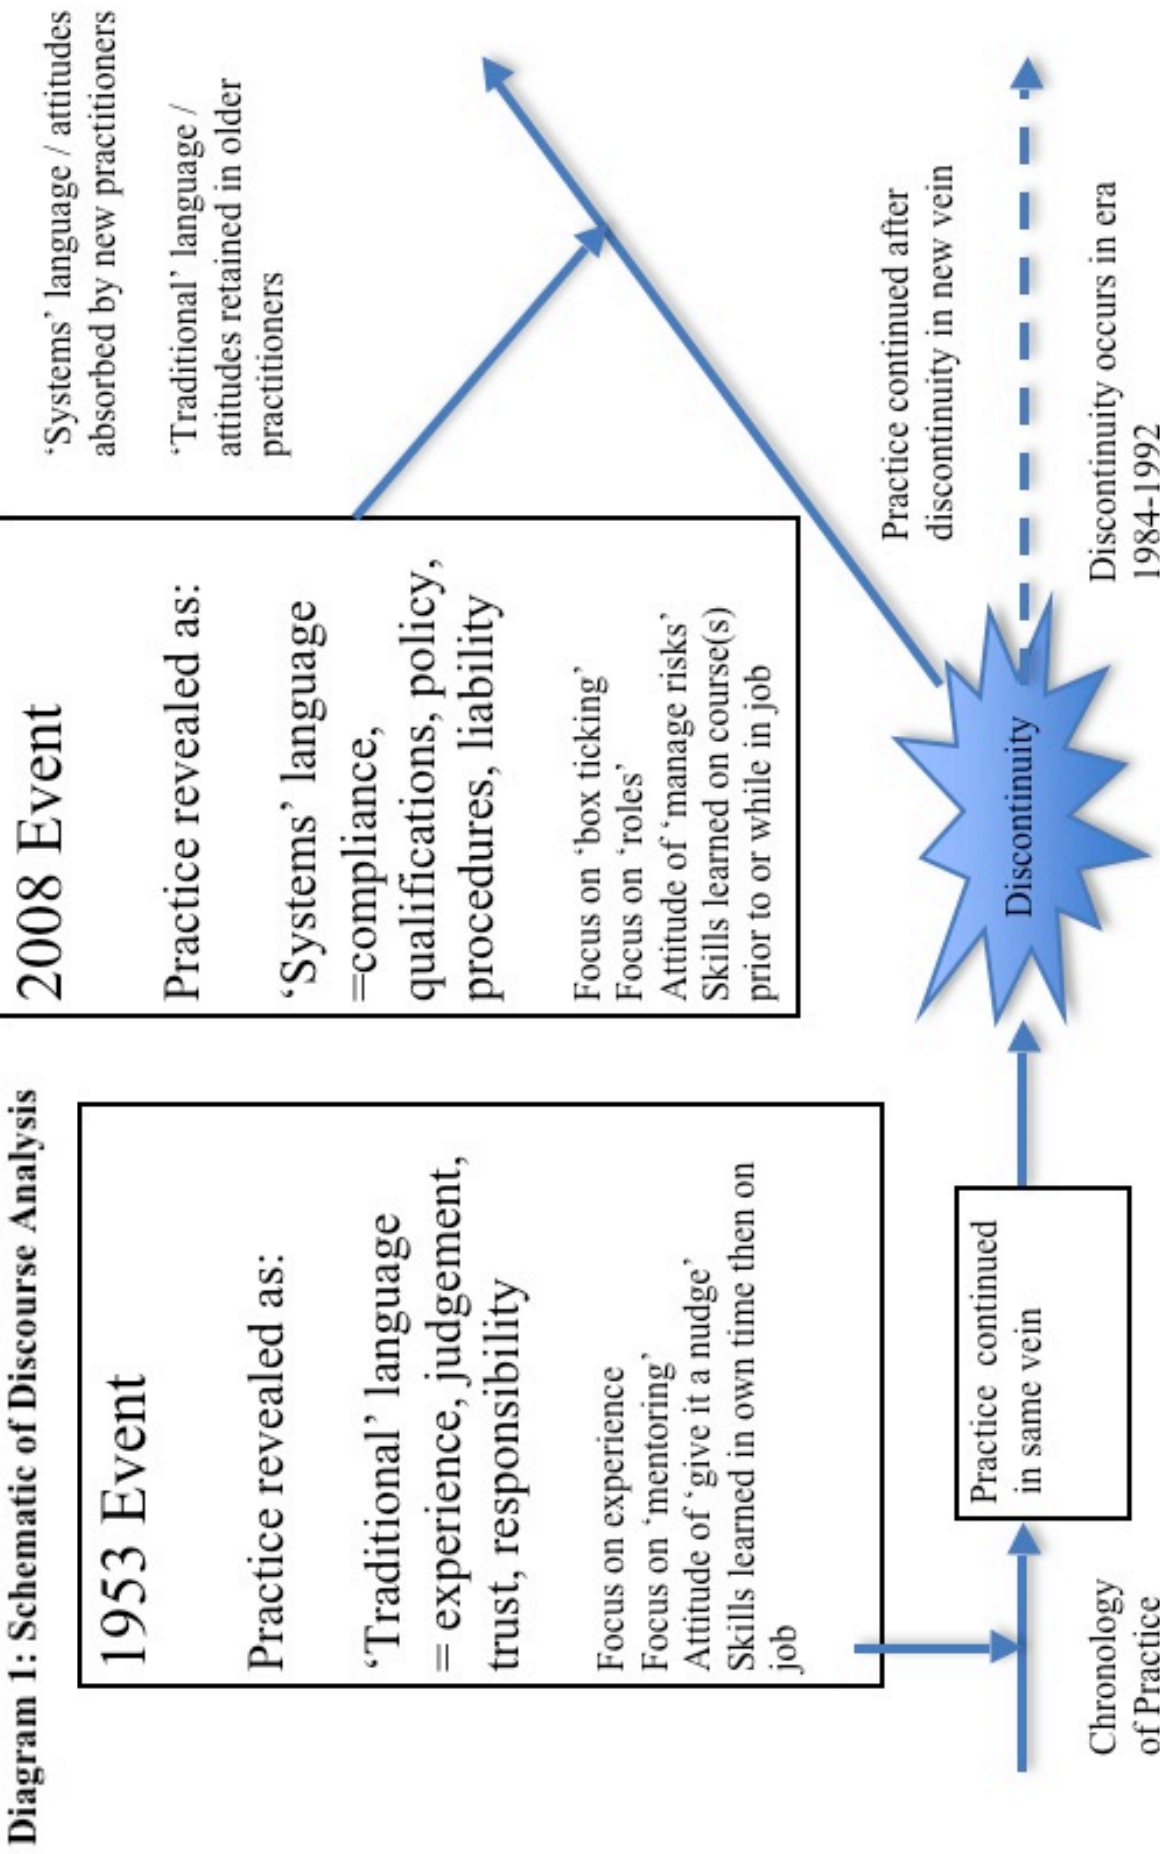 Diagram 1: Schematic of Discourse Analysis
1953 Event
Practice revealed as:
‘Traditional’ language
= experience, judgement,
trust, responsibility
Focus on experience
Focus on ‘mentoring’
Attitude of ‘give it a nudge’
Skills learned in own time then on
job
2008 Event
Practice revealed as:
‘Systems’ language
=compliance,
qualifications, policy,
procedures, liability
Focus on ‘box ticking’
Focus on ‘roles’
Attitude of ‘manage risks’
Skills learned on course(s)
prior to or while in job
‘Systems’ language / attitudes
absorbed by new practitioners
‘Traditional’ language /
attitudes retained in older
practitioners
Chronology
of Practice
Practice continued
in same vein
Discontinuity
Practice continued after
discontinuity in new vein
Discontinuity occurs in era
1984-1992